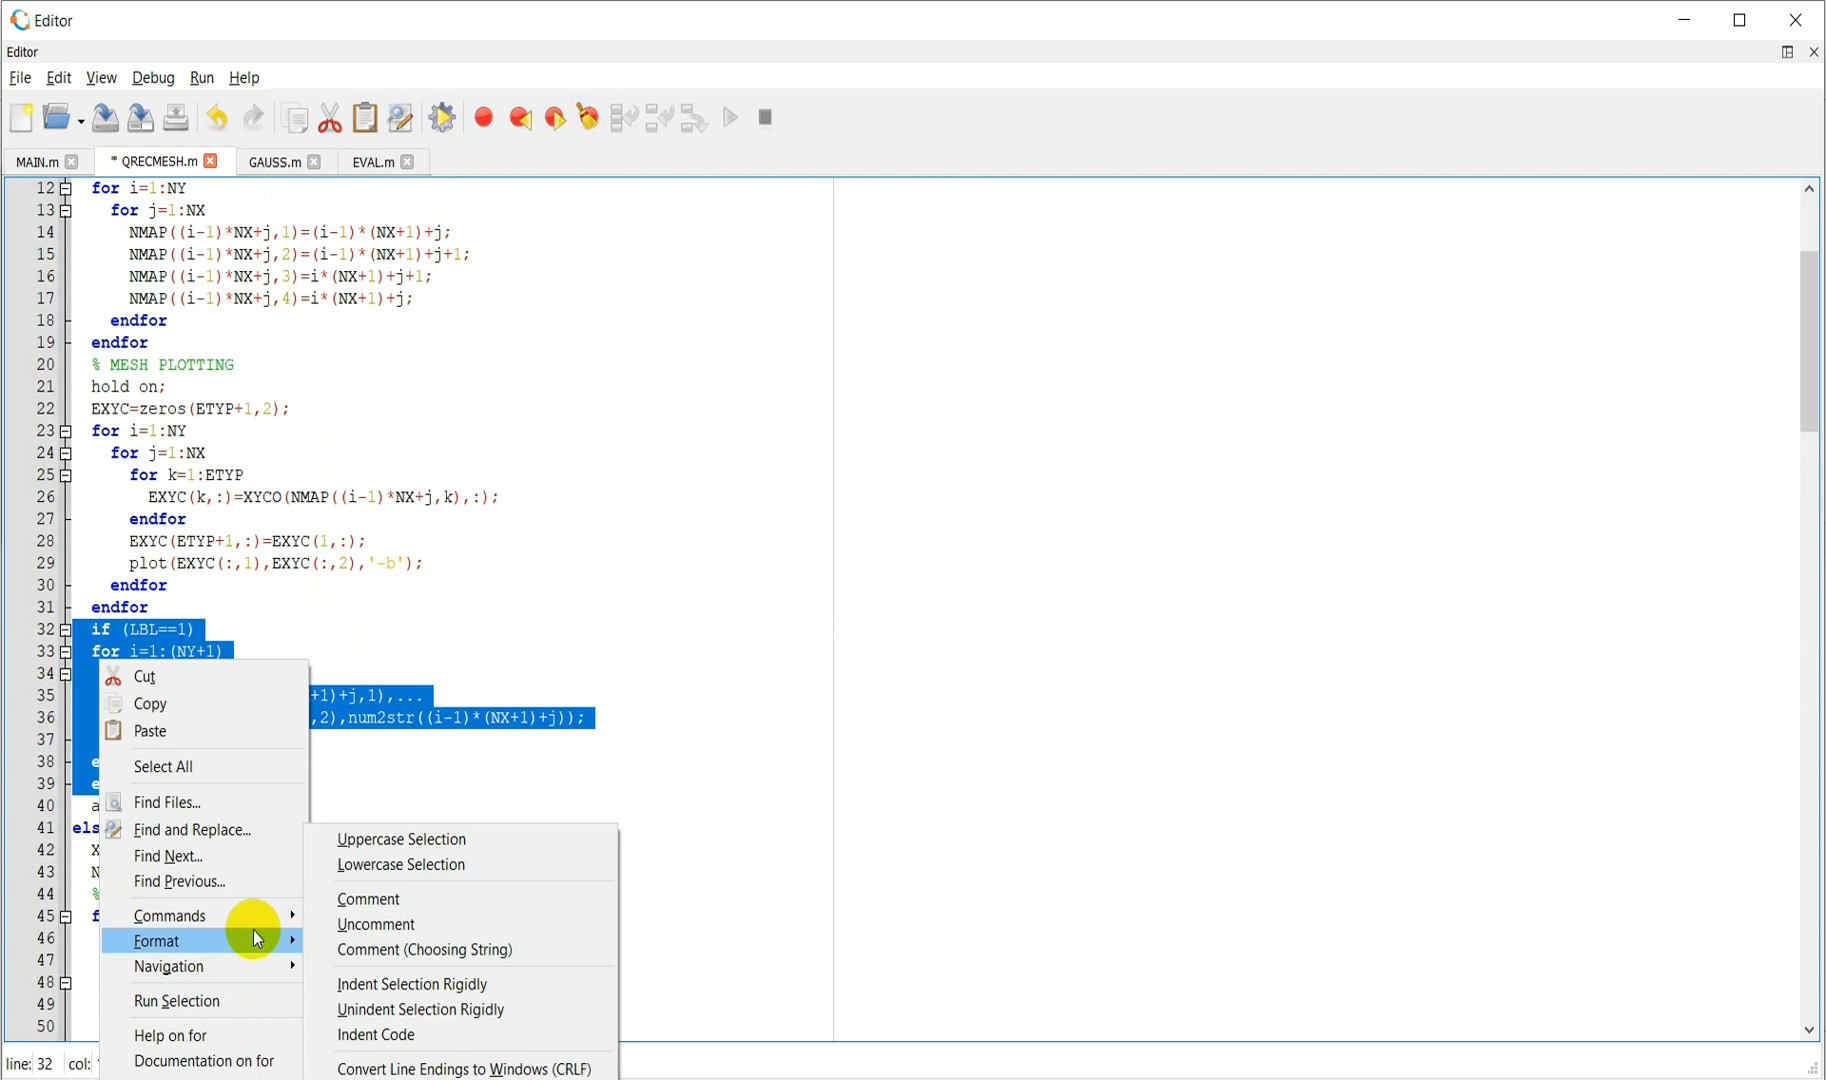 Editor
Editor
File Edit View Debug Run Help
MAIN.m * QRECMESH.m GAUSS.m EVAL.m
12 for i=1:NY
13 for j=1:NX
14 NMAP((i-1)*NX+j,1)=(i-1)*(NX+1)+j;
15 NMAP((i-1)*NX+j,2)=(i-1)*(NX+1)+j+1;
16 NMAP((i-1)*NX+j,3)=i*(NX+1)+j+1;
17 NMAP((i-1)*NX+j,4)=i*(NX+1)+j;
18 endfor
19 endfor
20 % MESH PLOTTING
21 hold on;
22 EXYC=zeros(ETYP+1,2);
23 for i=1:NY
24 for j=1:NX
25 for k=1:ETYP
26 EXYC(k,:)=XYCO(NMAP((i-1)*NX+j,k),:);
27 endfor
28 EXYC(ETYP+1,:)=EXYC(1,:);
29 plot(EXYC(:,1),EXYC(:,2),'-b');
30 endfor
31 endfor
32 if (LBL==1)
33 for i=1:(NY+1)
34
35 +1)+j,1),...
36 ,2),num2str((i-1)*(NX+1)+j));
37
38 e
39 e
40 a
41 els
42 X
43 N
44 %
45 f
46
47
48
49
50
Cut
Copy
Paste
Select All
Find Files...
Find and Replace...
Find Next...
Find Previous...
Commands
Format
Navigation
Run Selection
Help on for
Documentation on for
Uppercase Selection
Lowercase Selection
Comment
Uncomment
Comment (Choosing String)
Indent Selection Rigidly
Unindent Selection Rigidly
Indent Code
Convert Line Endings to Windows (CRLF)
line: 32 col: